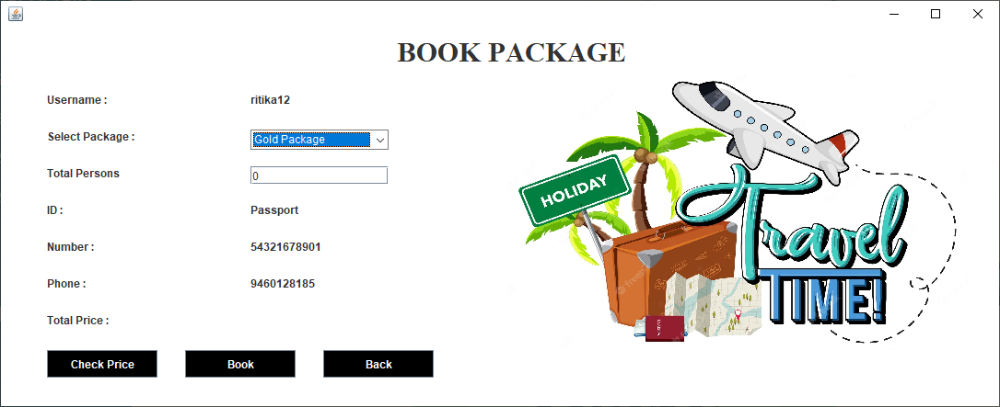 BOOK PACKAGE
Username : ritika12
Select Package : Gold Package
Total Persons 0
ID : Passport
Number : 54321678901
Phone : 9460128185
Total Price :
Check Price Book Back
HOLIDAY
Travel
TIME!